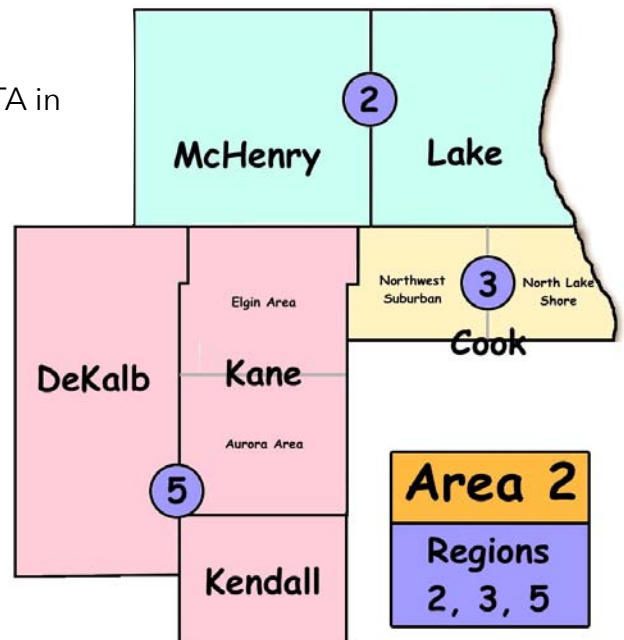 TA in
2
McHenry
Lake
Northwest
Suburban
3
North Lake
Shore
Cook
Elgin Area
DeKalb
Kane
Aurora Area
5
Kendall
Area 2
Regions
2, 3, 5